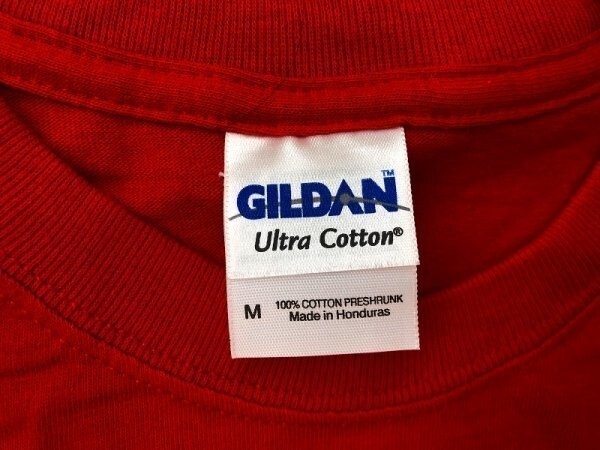 GILDAN™
Ultra Cotton®
M 100% COTTON PRESHRUNK
Made in Honduras